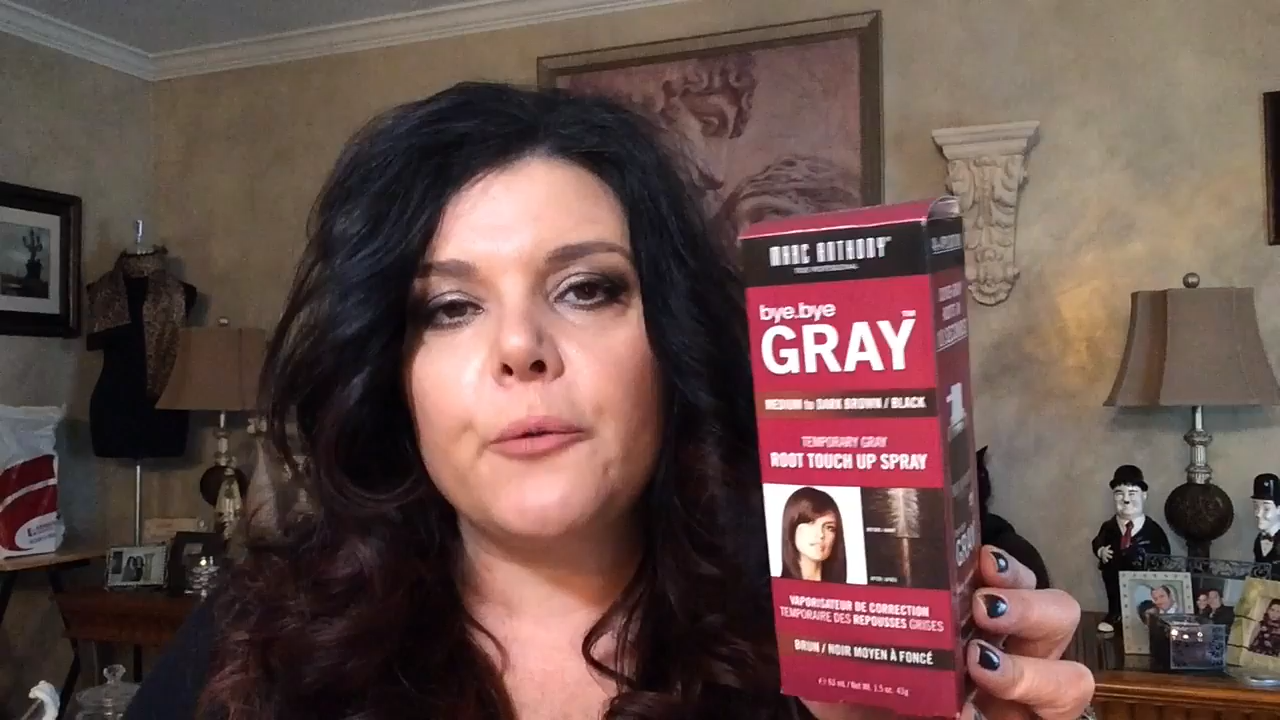 MARC ANTHONY
bye.bye
GRAY™
MEDIUM to DARK BROWN / BLACK
TEMPORARY GRAY
ROOT TOUCH UP SPRAY
VAPORISATEUR DE CORRECTION
TEMPORAIRE DES REPOUSSES GRISES
BRUN / NOIR MOYEN À FONCÉ
GRAY